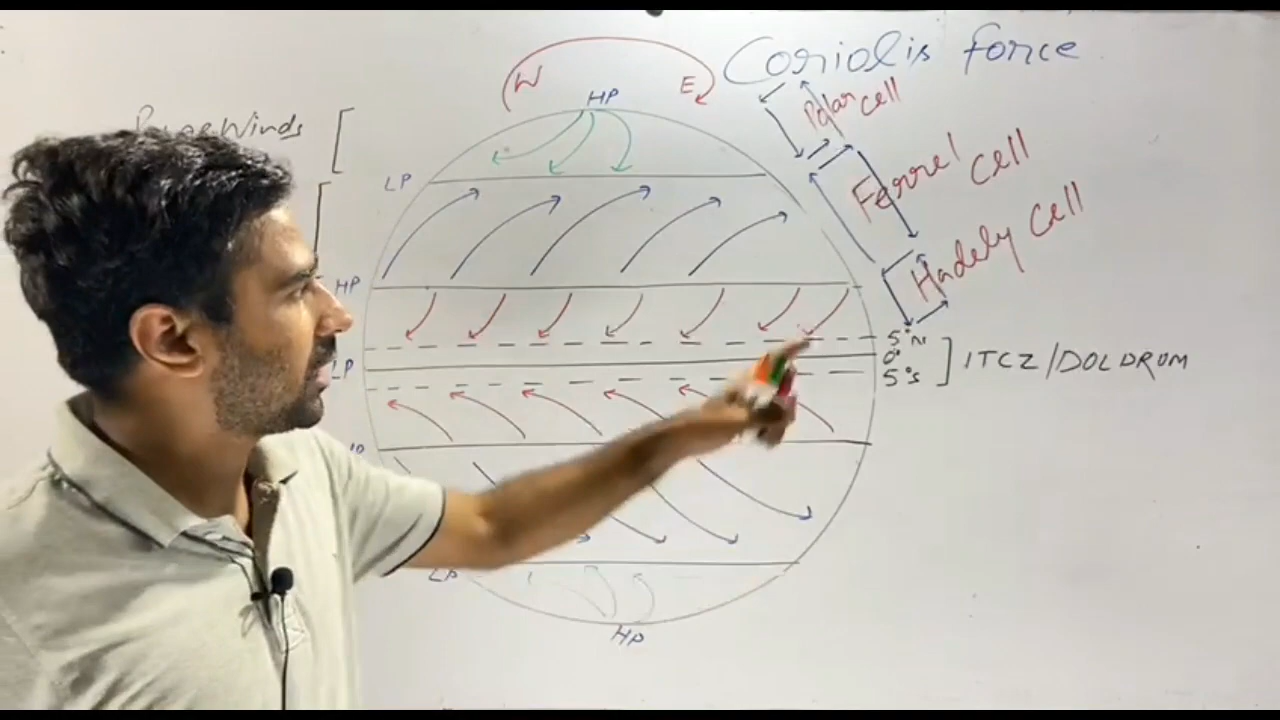 Coriolis force
W
E
HP
Polar cell
Winds
LP
Ferrel cell
HP
Hadely cell
5°N
0°
LP
5°s
ITCZ/DOLDROM
LP
HP